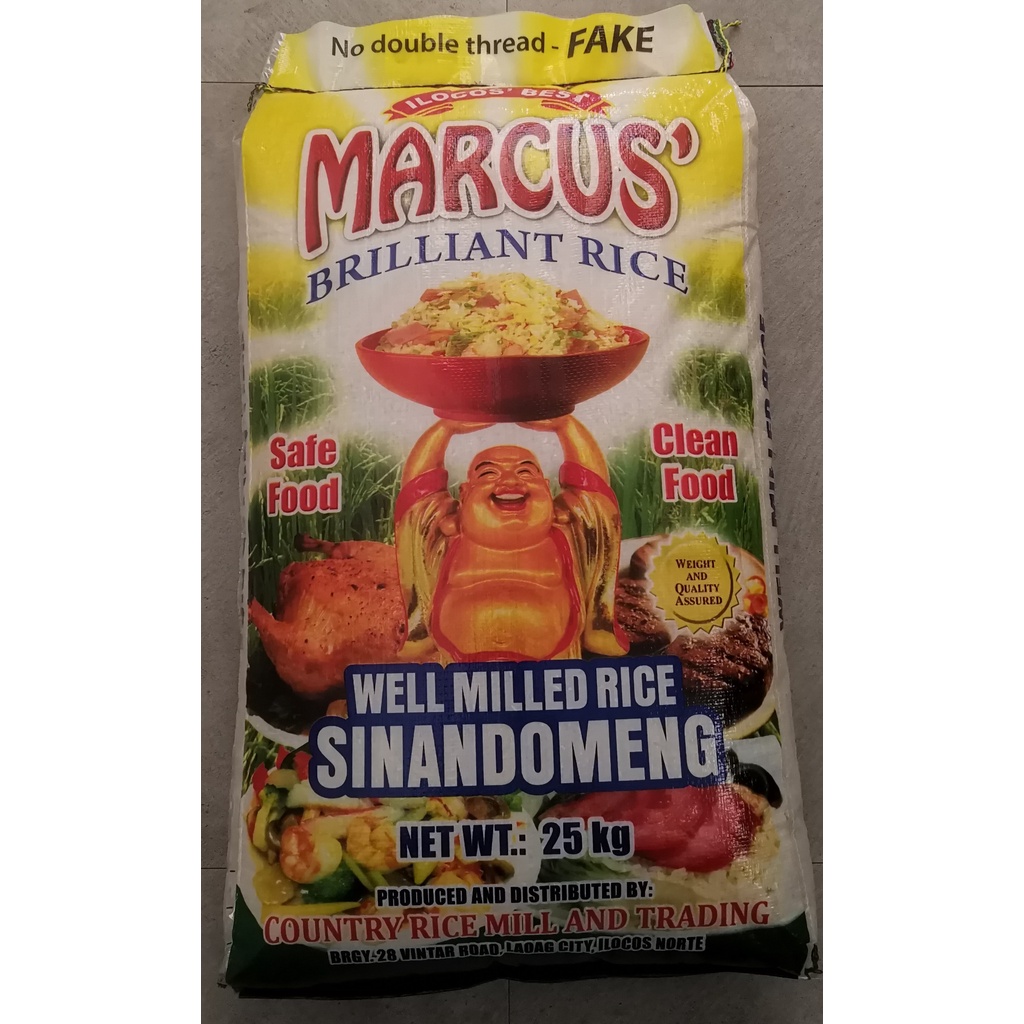 No double thread - FAKE
ILOCOS' BEST
MARCUS'
BRILLIANT RICE
Safe
Food
Clean
Food
WEIGHT
AND
QUALITY
ASSURED
WELL MILLED RICE
SINANDOMENG
NET WT.: 25 kg
PRODUCED AND DISTRIBUTED BY:
COUNTRY RICE MILL AND TRADING
BRGY. 28 VINTAR ROAD, LAOAG CITY, ILOCOS NORTE